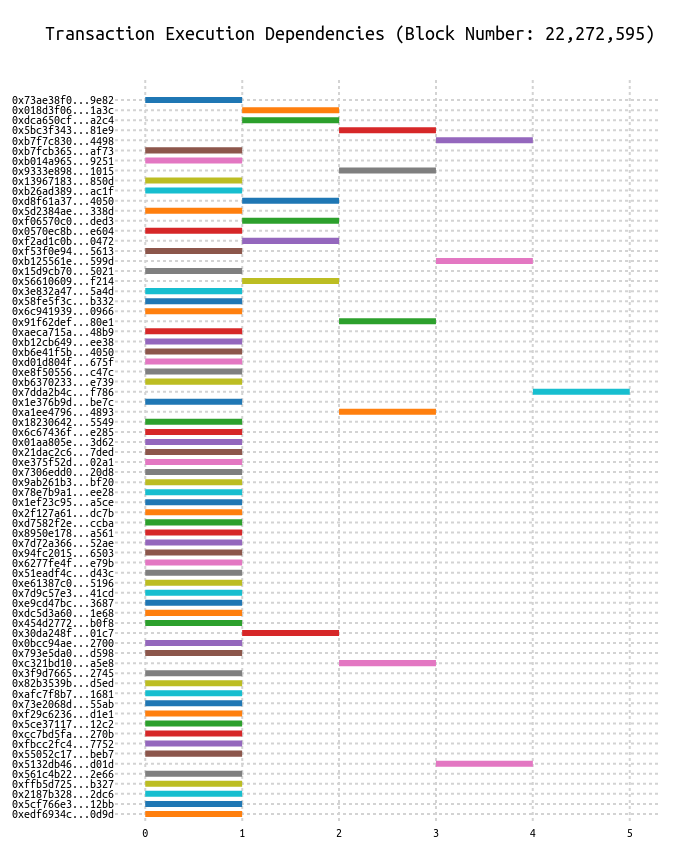 Transaction Execution Dependencies (Block Number: 22,272,595)
0x73ae38f0...9e82
0x018d3f06...1a3c
0xdca650cf...a2c4
0x5bc3f343...81e9
0xb7f7c830...4498
0xb7fcb365...af73
0xb014a965...9251
0x9333e898...1015
0x13967183...850d
0xb26ad389...ac1f
0xd8f61a37...4050
0x5d2384ae...338d
0xf06570c0...ded3
0x0570ec8b...e604
0xf2ad1c0b...0472
0xf53f0e94...5613
0xb125561e...599d
0x15d9cb70...5021
0x56610609...f214
0x3e832a47...5a4d
0x58fe5f3c...b332
0x6c941939...0966
0x91f62def...80e1
0xaeca715a...48b9
0xb12cb649...ee38
0xb6e41f5b...4050
0xd01d804f...675f
0xe8f50556...c47c
0xb6370233...e739
0x7dda2b4c...f786
0x1e376b9d...be7c
0xa1ee4796...4893
0x18230642...5549
0x6c67436f...e285
0x01aa805e...3d62
0x21dac2c6...7ded
0xe375f52d...02a1
0x7306edd0...20d8
0x9ab261b3...bf20
0x78e7b9a1...ee28
0x1ef23c95...a5ce
0x2f127a61...dc7b
0xd7582f2e...ccba
0x8950e178...a561
0x7d72a366...52ae
0x94fc2015...6503
0x6277fe4f...e79b
0x51eadf4c...d43c
0xe61387c0...5196
0x7d9c57e3...41cd
0xe9cd47bc...3687
0xdc5d3a60...1e68
0x454d2772...b0f8
0x30da248f...01c7
0x0bcc94ae...2700
0x793e5da0...d598
0xc321bd10...a5e8
0x3f9d7665...2745
0x82b3539b...d5ed
0xafc7f8b7...1681
0x73e2068d...55ab
0xf29c6236...d1e1
0x5ce37117...12c2
0xcc7bd5fa...270b
0xfbcc2fc4...7752
0x55052c17...beb7
0x5132db46...d01d
0x561c4b22...2e66
0xffb5d725...b327
0x2187b328...2dc6
0x5cf766e3...12bb
0xedf6934c...0d9d
0 1 2 3 4 5